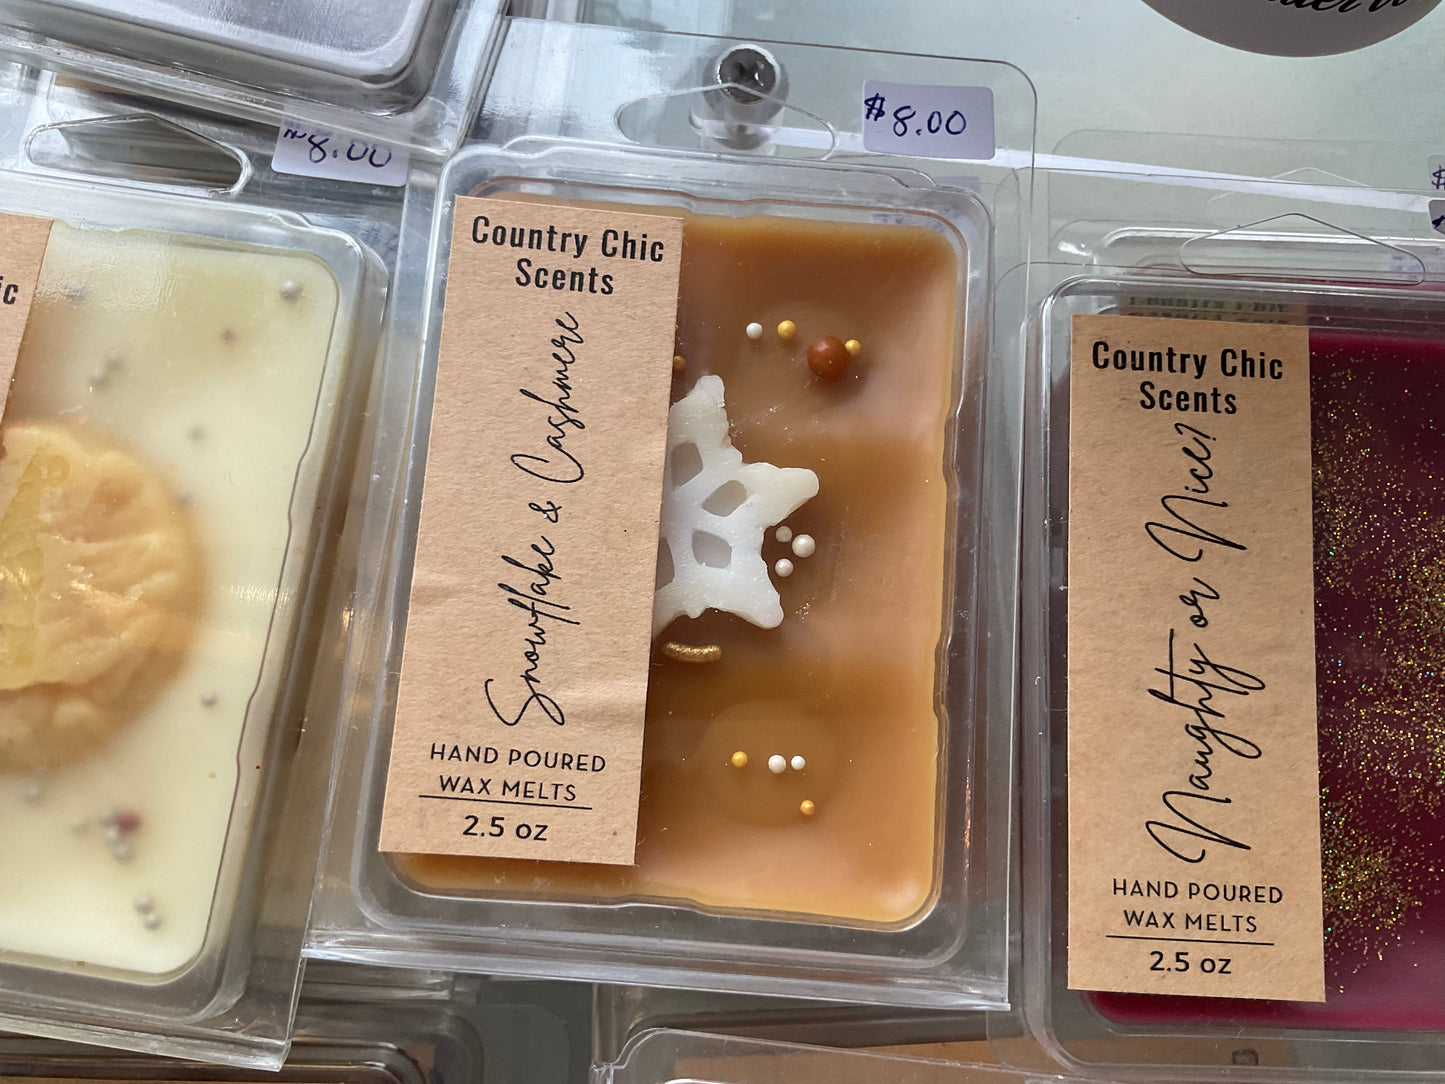 $8.00
$8.00
Country Chic
Scents
Snowflake & Cashmere
HAND POURED
WAX MELTS
2.5 oz
Country Chic
Scents
Naughty or Nice?
HAND POURED
WAX MELTS
2.5 oz